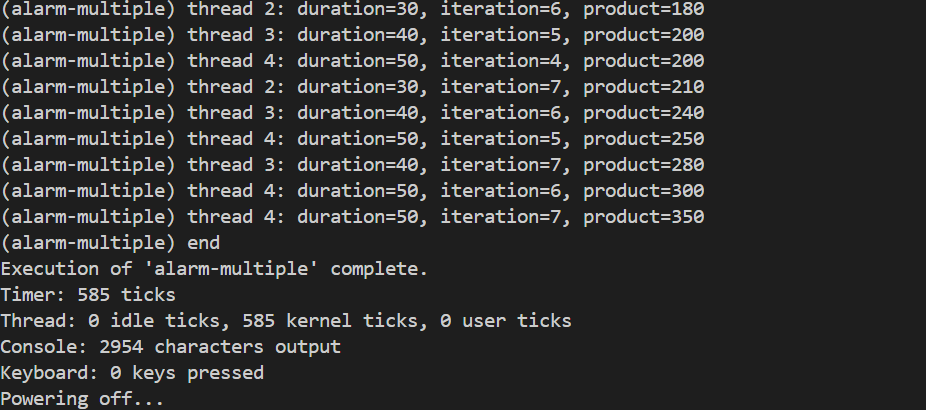 (alarm-multiple) thread 2: duration=30, iteration=6, product=180
(alarm-multiple) thread 3: duration=40, iteration=5, product=200
(alarm-multiple) thread 4: duration=50, iteration=4, product=200
(alarm-multiple) thread 2: duration=30, iteration=7, product=210
(alarm-multiple) thread 3: duration=40, iteration=6, product=240
(alarm-multiple) thread 4: duration=50, iteration=5, product=250
(alarm-multiple) thread 3: duration=40, iteration=7, product=280
(alarm-multiple) thread 4: duration=50, iteration=6, product=300
(alarm-multiple) thread 4: duration=50, iteration=7, product=350
(alarm-multiple) end
Execution of 'alarm-multiple' complete.
Timer: 585 ticks
Thread: 0 idle ticks, 585 kernel ticks, 0 user ticks
Console: 2954 characters output
Keyboard: 0 keys pressed
Powering off...